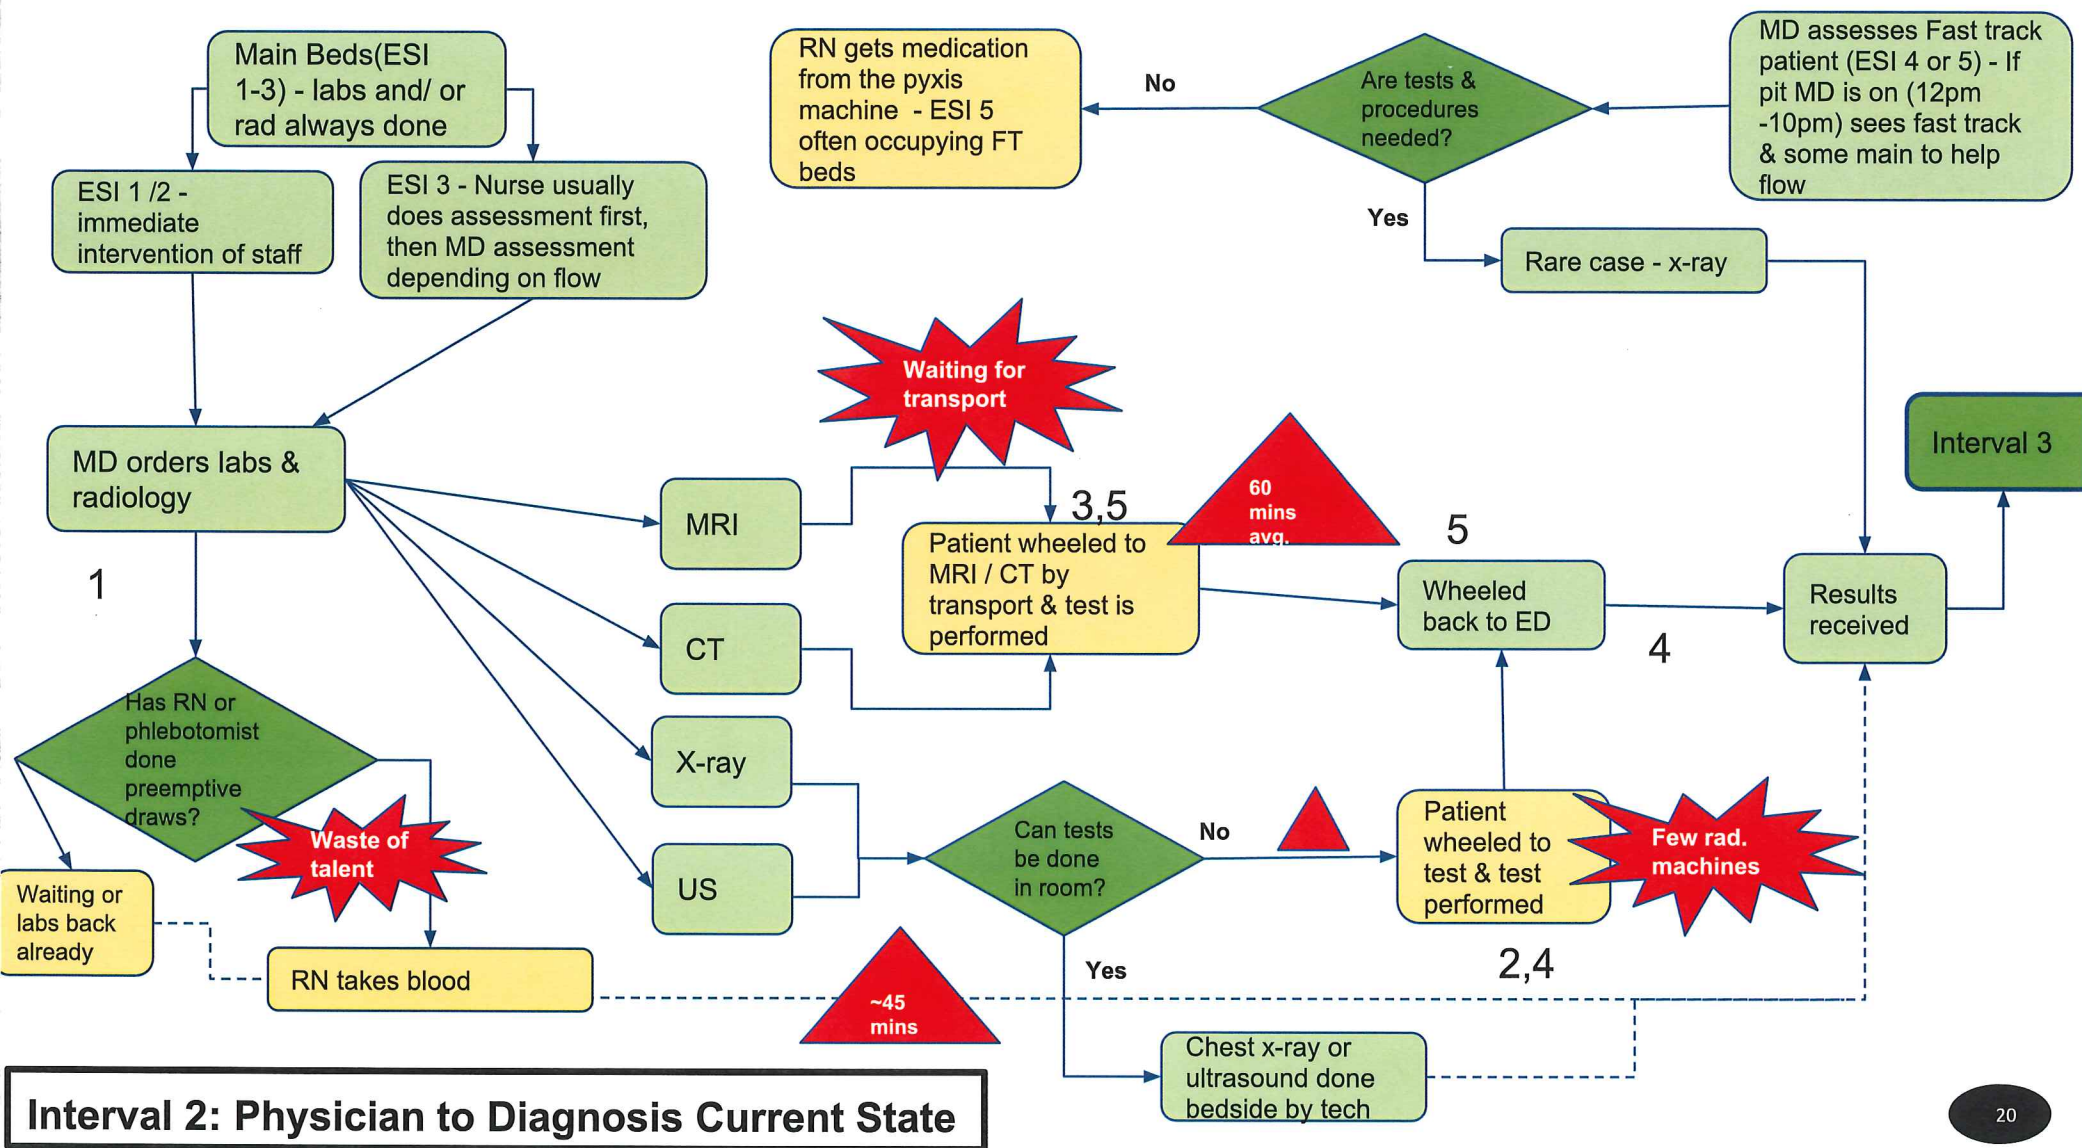 Main Beds(ESI
1-3) - labs and/ or
rad always done
RN gets medication
from the pyxis
machine  - ESI 5
often occupying FT
beds
No
Are tests &
procedures
needed?
MD assesses Fast track
patient (ESI 4 or 5) - If
pit MD is on (12pm
-10pm) sees fast track
& some main to help
flow
ESI 1 /2 -
immediate
intervention of staff
ESI 3 - Nurse usually
does assessment first,
then MD assessment
depending on flow
Yes
Rare case - x-ray
Waiting for
transport
Interval 3
MD orders labs &
radiology
MRI
3,5
60
mins
avg.
5
Patient wheeled to
MRI / CT by
transport & test is
performed
Wheeled
back to ED
Results
received
1
CT
4
Has RN or
phlebotomist
done
preemptive
draws?
X-ray
Waste of
talent
Can tests
be done
in room?
No
Patient
wheeled to
test & test
performed
Few rad.
machines
US
Waiting or
labs back
already
RN takes blood
2,4
Yes
~45
mins
Chest x-ray or
ultrasound done
bedside by tech
Interval 2: Physician to Diagnosis Current State
20